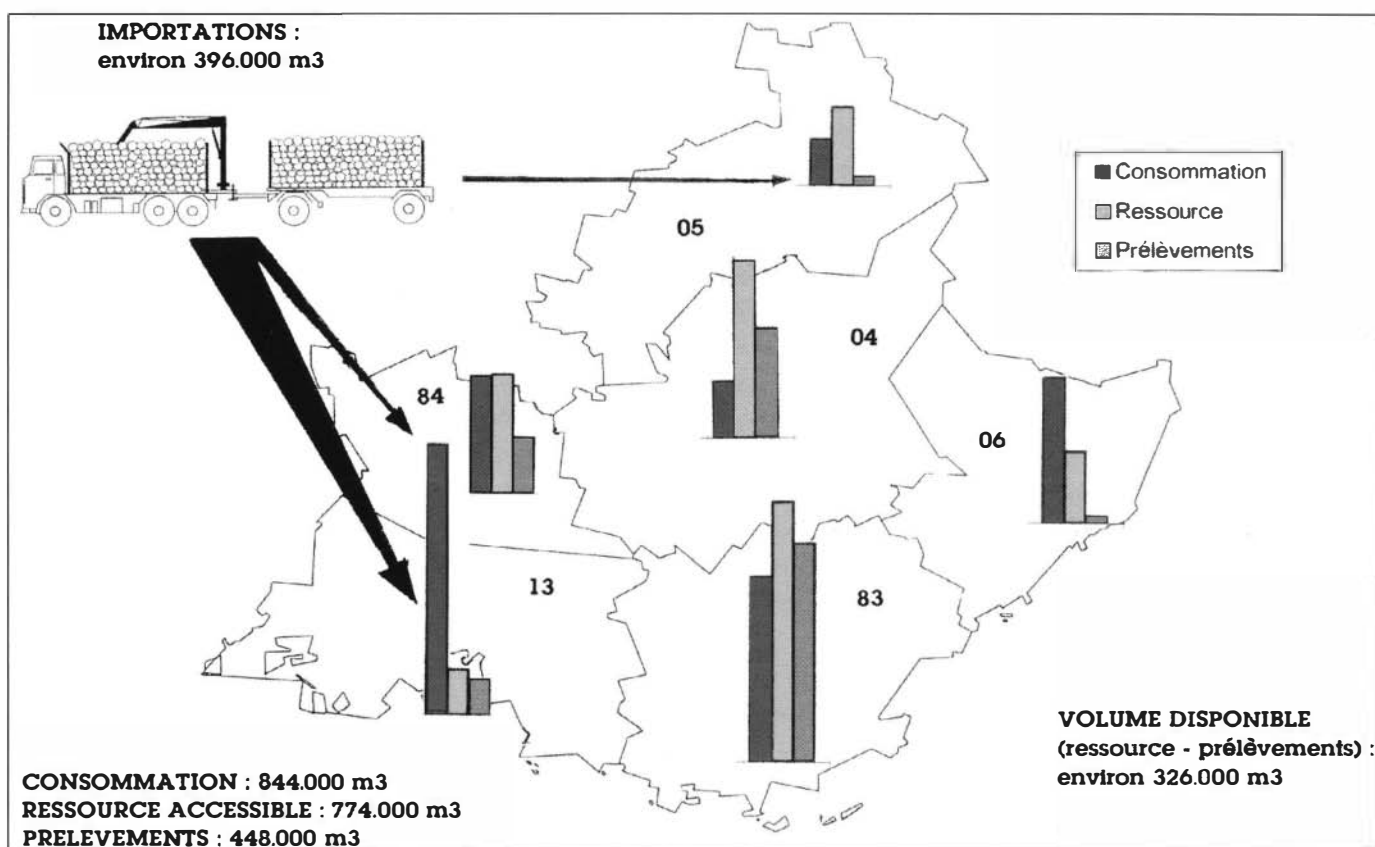 IMPORTATIONS :
environ 396.000 m3
Consommation
Ressource
Prélèvements
05
04
84
06
13
83
VOLUME DISPONIBLE
(ressource - prélèvements) :
environ 326.000 m3
CONSOMMATION : 844.000 m3
RESSOURCE ACCESSIBLE : 774.000 m3
PRELEVEMENTS : 448.000 m3